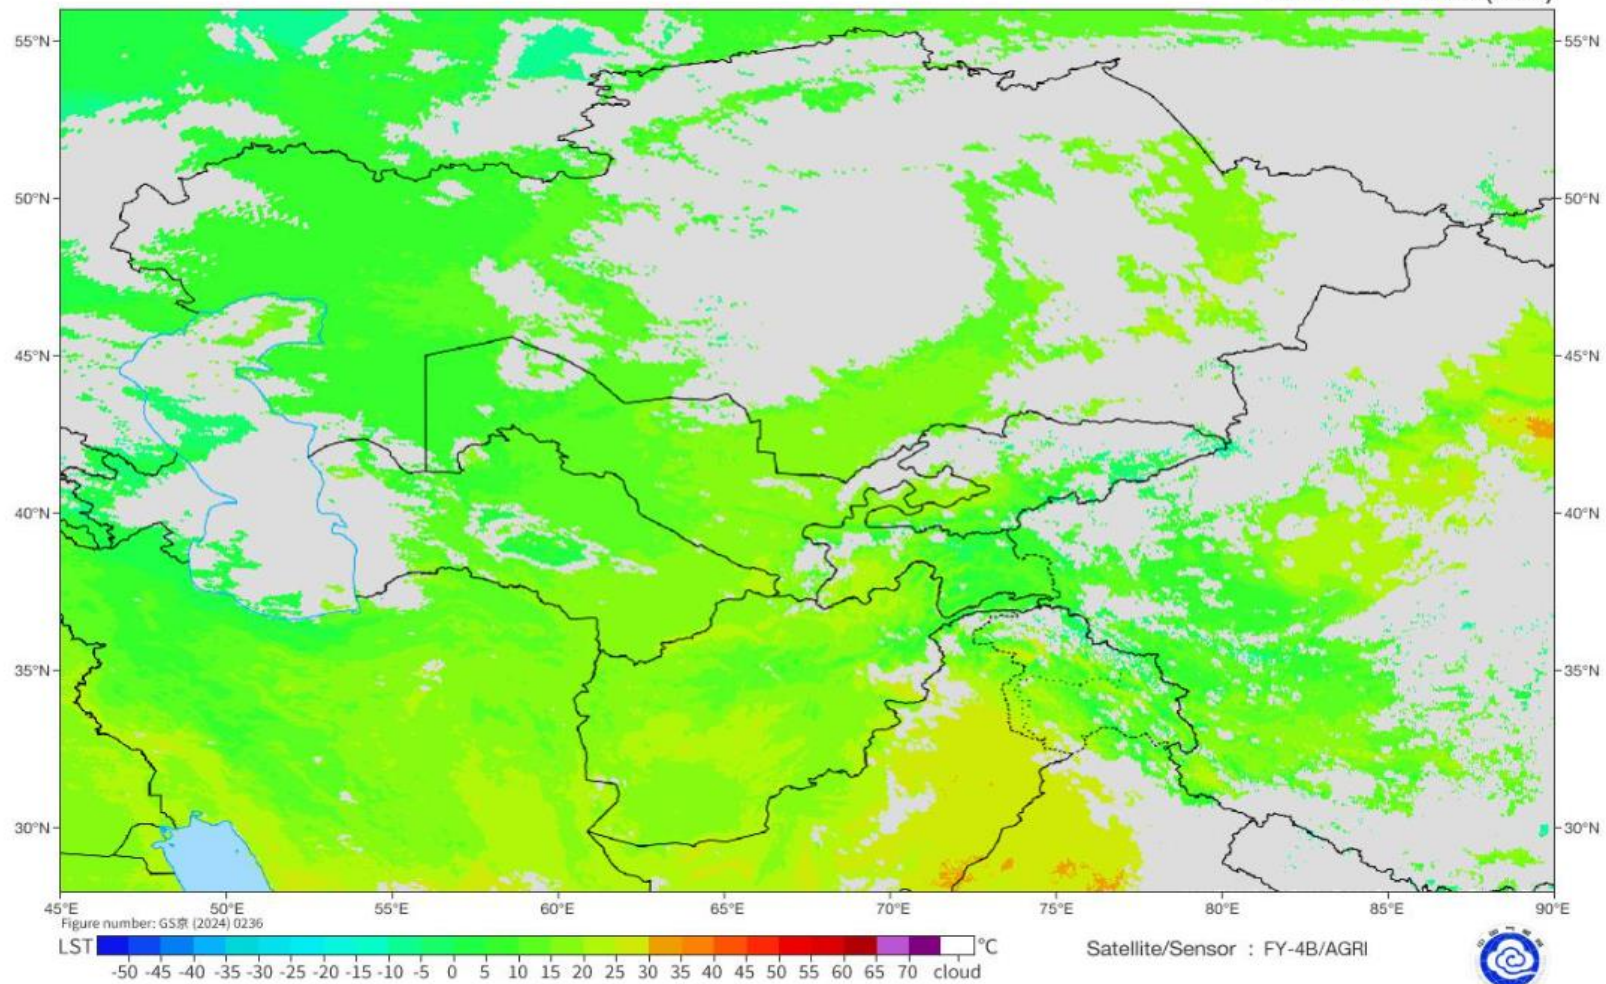 55°N 55°N
50°N 50°N
45°N 45°N
40°N 40°N
35°N 35°N
30°N 30°N
45°E 50°E 55°E 60°E 65°E 70°E 75°E 80°E 85°E 90°E
Figure number: GS京 (2024) 0236
LST °C
-50 -45 -40 -35 -30 -25 -20 -15 -10 -5 0 5 10 15 20 25 30 35 40 45 50 55 60 65 70 cloud
Satellite/Sensor : FY-4B/AGRI